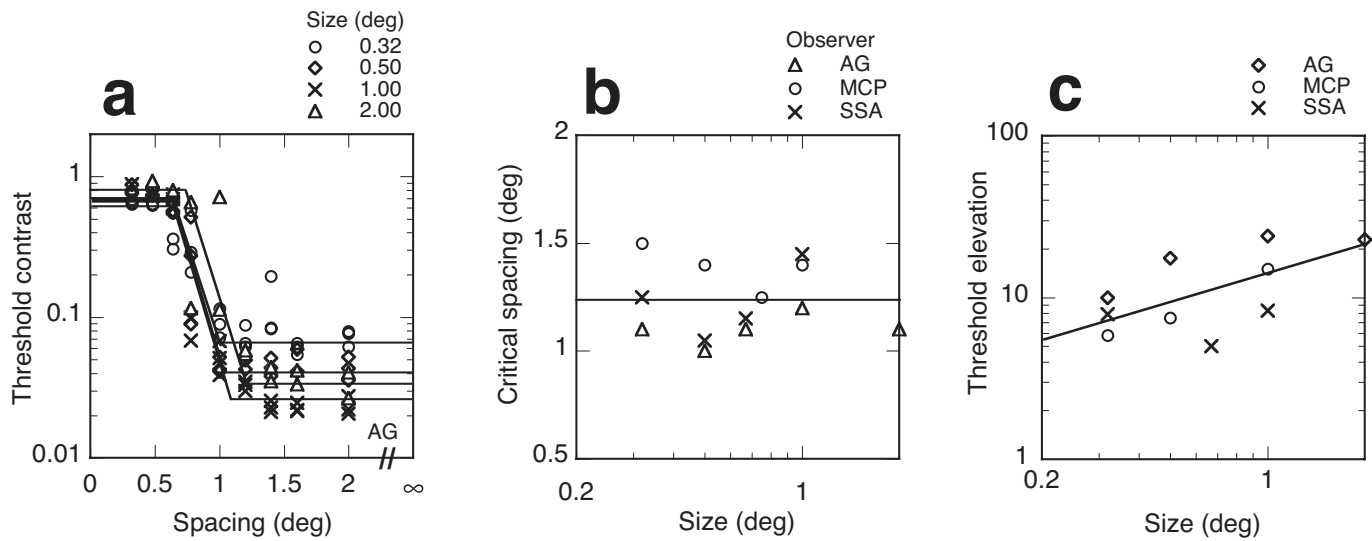 a
Size (deg)
0.32
0.50
1.00
2.00
Threshold contrast
1
0.1
0.01
AG
0
0.5
1
1.5
2
∞
Spacing (deg)
b
Observer
AG
MCP
SSA
Critical spacing (deg)
2
1.5
1
0.5
0.2
1
Size (deg)
c
AG
MCP
SSA
Threshold elevation
100
10
1
0.2
1
Size (deg)